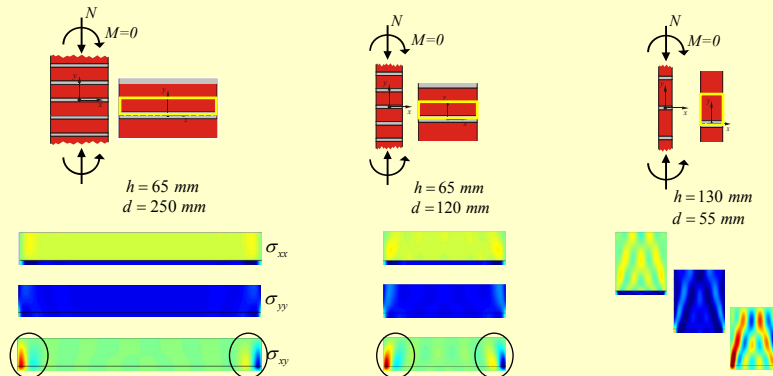 N
M=0
y
x
y
x
h = 65 mm
d = 250 mm
N
M=0
y
x
y
x
h = 65 mm
d = 120 mm
N
M=0
y
x
y
x
h = 130 mm
d = 55 mm
σxx
σyy
σxy